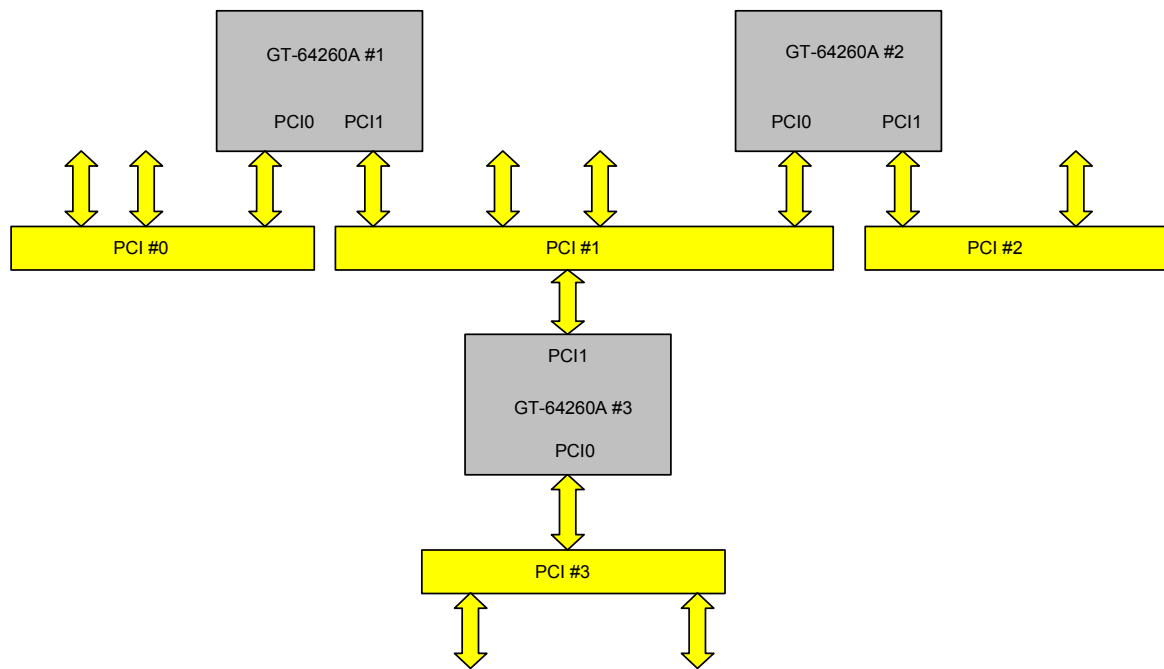 GT-64260A #1
GT-64260A #2
PCI0
PCI1
PCI0
PCI1
PCI #0
PCI #1
PCI #2
PCI1
GT-64260A #3
PCI0
PCI #3